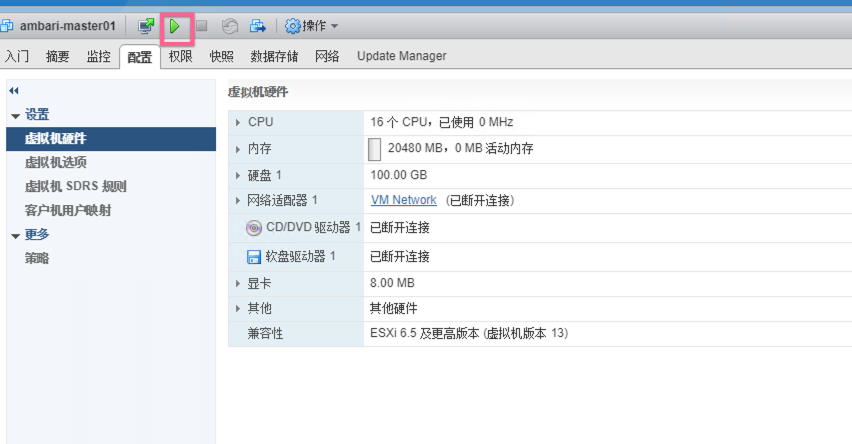 ambari-master01 操作
入门 摘要 监控 配置 权限 快照 数据存储 网络 Update Manager
设置
虚拟机硬件
虚拟机选项
虚拟机 SDRS 规则
客户机用户映射
更多
策略
虚拟机硬件
CPU 16 个 CPU，已使用 0 MHz
内存 20480 MB，0 MB 活动内存
硬盘 1 100.00 GB
网络适配器 1 VM Network (已断开连接)
CD/DVD 驱动器 1 已断开连接
软盘驱动器 1 已断开连接
显卡 8.00 MB
其他 其他硬件
兼容性 ESXi 6.5 及更高版本 (虚拟机版本 13)